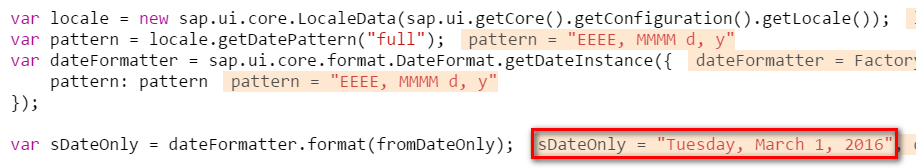 var locale = new sap.ui.core.LocaleData(sap.ui.getCore().getConfiguration().getLocale());
var pattern = locale.getDatePattern("full"); pattern = "EEEE, MMMM d, y"
var dateFormatter = sap.ui.core.format.DateFormat.getDateInstance({ dateFormatter = Factory
pattern: pattern pattern = "EEEE, MMMM d, y"
});
var sDateOnly = dateFormatter.format(fromDateOnly); sDateOnly = "Tuesday, March 1, 2016",